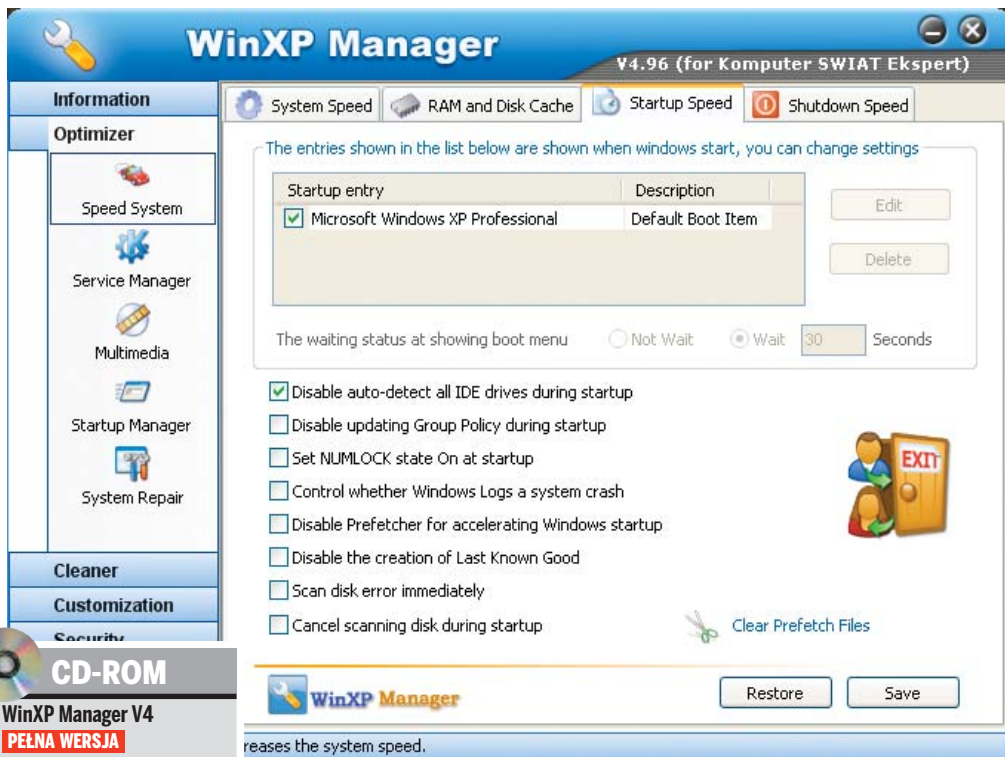 WinXP Manager
V4.96 (for Komputer SWIAT Ekspert)
Information
Optimizer
Speed System
Service Manager
Multimedia
Startup Manager
System Repair
Cleaner
Customization
Security
System Speed
RAM and Disk Cache
Startup Speed
Shutdown Speed
The entries shown in the list below are shown when windows start, you can change settings
Startup entry Description
Microsoft Windows XP Professional Default Boot Item
Edit
Delete
The waiting status at showing boot menu Not Wait Wait 30 Seconds
Disable auto-detect all IDE drives during startup
Disable updating Group Policy during startup
Set NUMLOCK state On at startup
Control whether Windows Logs a system crash
Disable Prefetcher for accelerating Windows startup
Disable the creation of Last Known Good
Scan disk error immediately
Cancel scanning disk during startup
EXIT
Clear Prefetch Files
WinXP Manager
Restore
Save
CD-ROM
WinXP Manager V4
PEŁNA WERSJA
reases the system speed.